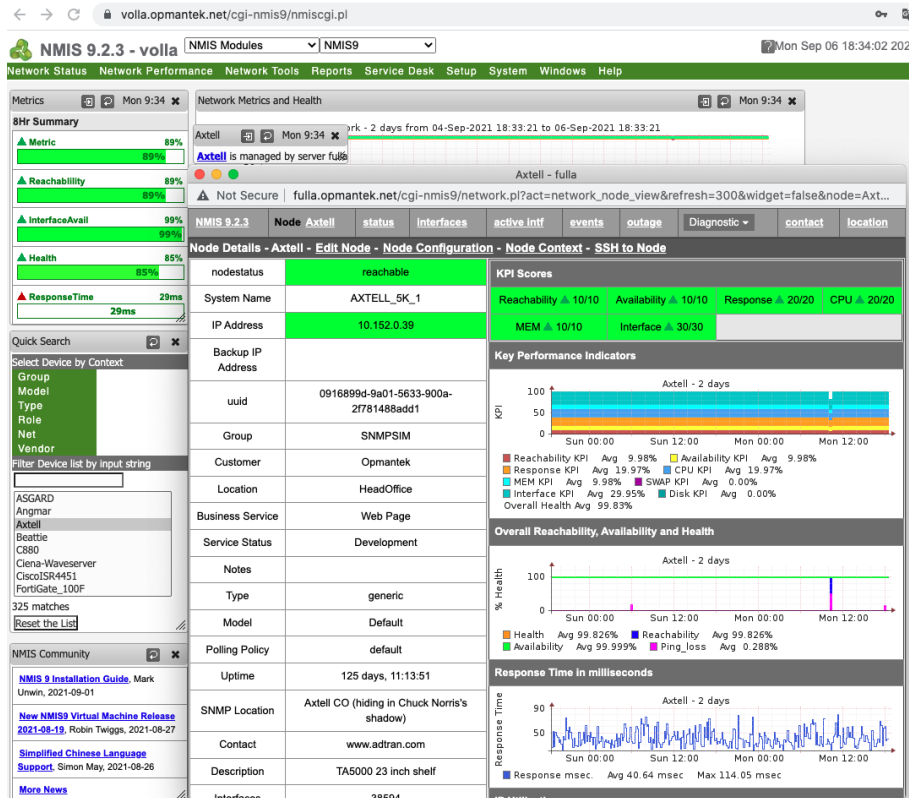 volla.opmantek.net/cgi-nmis9/nmiscgi.pl
NMIS 9.2.3 - volla NMIS Modules NMIS9 ?Mon Sep 06 18:34:02 202
Network Status Network Performance Network Tools Reports Service Desk Setup System Windows Help
Metrics Mon 9:34
8Hr Summary
Metric 89%
89%
Reachablility 89%
89%
InterfaceAvail 99%
99%
Health 85%
85%
ResponseTime 29ms
29ms
Quick Search
Select Device by Context
Group
Model
Type
Role
Net
Vendor
Filter Device list by input string
ASGARD
Angmar
Axtell
Beattie
C880
Ciena-Waveserver
CiscoISR4451
FortiGate_100F
325 matches
Reset the List
NMIS Community
NMIS 9 Installation Guide, Mark
Unwin, 2021-09-01
New NMIS9 Virtual Machine Release
2021-08-19, Robin Twiggs, 2021-08-27
Simplified Chinese Language
Support, Simon May, 2021-08-26
More News
Network Metrics and Health Mon 9:34
rk - 2 days from 04-Sep-2021 18:33:21 to 06-Sep-2021 18:33:21
Axtell Mon 9:34
Axtell is managed by server fulla
Axtell - fulla
Not Secure | fulla.opmantek.net/cgi-nmis9/network.pl?act=network_node_view&refresh=300&widget=false&node=Axt...
NMIS 9.2.3 Node Axtell status interfaces active intf events outage Diagnostic contact location
Node Details - Axtell - Edit Node - Node Configuration - Node Context - SSH to Node
nodestatus reachable
System Name AXTELL_5K_1
IP Address 10.152.0.39
Backup IP
Address
uuid 0916899d-9a01-5633-900a-
2f781488add1
Group SNMPSIM
Customer Opmantek
Location HeadOffice
Business Service Web Page
Service Status Development
Notes
Type generic
Model Default
Polling Policy default
Uptime 125 days, 11:13:51
SNMP Location Axtell CO (hiding in Chuck Norris's
shadow)
Contact www.adtran.com
Description TA5000 23 inch shelf
Interfaces 38594
KPI Scores
Reachability 10/10 Availability 10/10 Response 20/20 CPU 20/20
MEM 10/10 Interface 30/30
Key Performance Indicators
Axtell - 2 days
KPI
100
50
0
Sun 00:00 Sun 12:00 Mon 00:00 Mon 12:00
Reachability KPI Avg 9.98% Availability KPI Avg 9.98%
Response KPI Avg 19.97% CPU KPI Avg 19.97%
MEM KPI Avg 9.98% SWAP KPI Avg 0.00%
Interface KPI Avg 29.95% Disk KPI Avg 0.00%
Overall Health Avg 99.83%
Overall Reachability, Availability and Health
Axtell - 2 days
% Health
100
0
Sun 00:00 Sun 12:00 Mon 00:00 Mon 12:00
Health Avg 99.826% Reachability Avg 99.826%
Availability Avg 99.999% Ping_loss Avg 0.288%
Response Time in milliseconds
Axtell - 2 days
Response Time
90
50
Sun 00:00 Sun 12:00 Mon 00:00 Mon 12:00
Response msec. Avg 40.64 msec Max 114.05 msec